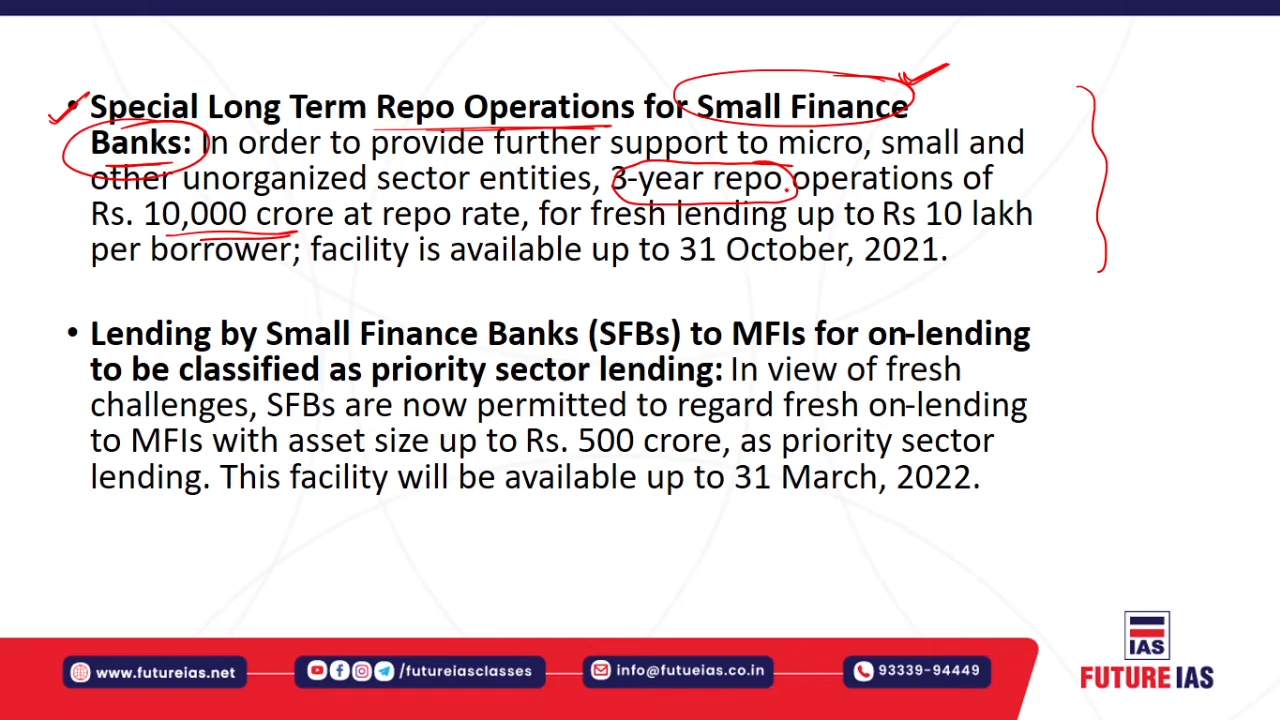 • Special Long Term Repo Operations for Small Finance
Banks: In order to provide further support to micro, small and
other unorganized sector entities, 3-year repo operations of
Rs. 10,000 crore at repo rate, for fresh lending up to Rs 10 lakh
per borrower; facility is available up to 31 October, 2021.
• Lending by Small Finance Banks (SFBs) to MFIs for on-lending
to be classified as priority sector lending: In view of fresh
challenges, SFBs are now permitted to regard fresh on-lending
to MFIs with asset size up to Rs. 500 crore, as priority sector
lending. This facility will be available up to 31 March, 2022.
www.futureias.net
/futureiasclasses
info@futueias.co.in
93339-94449
IAS
FUTURE IAS